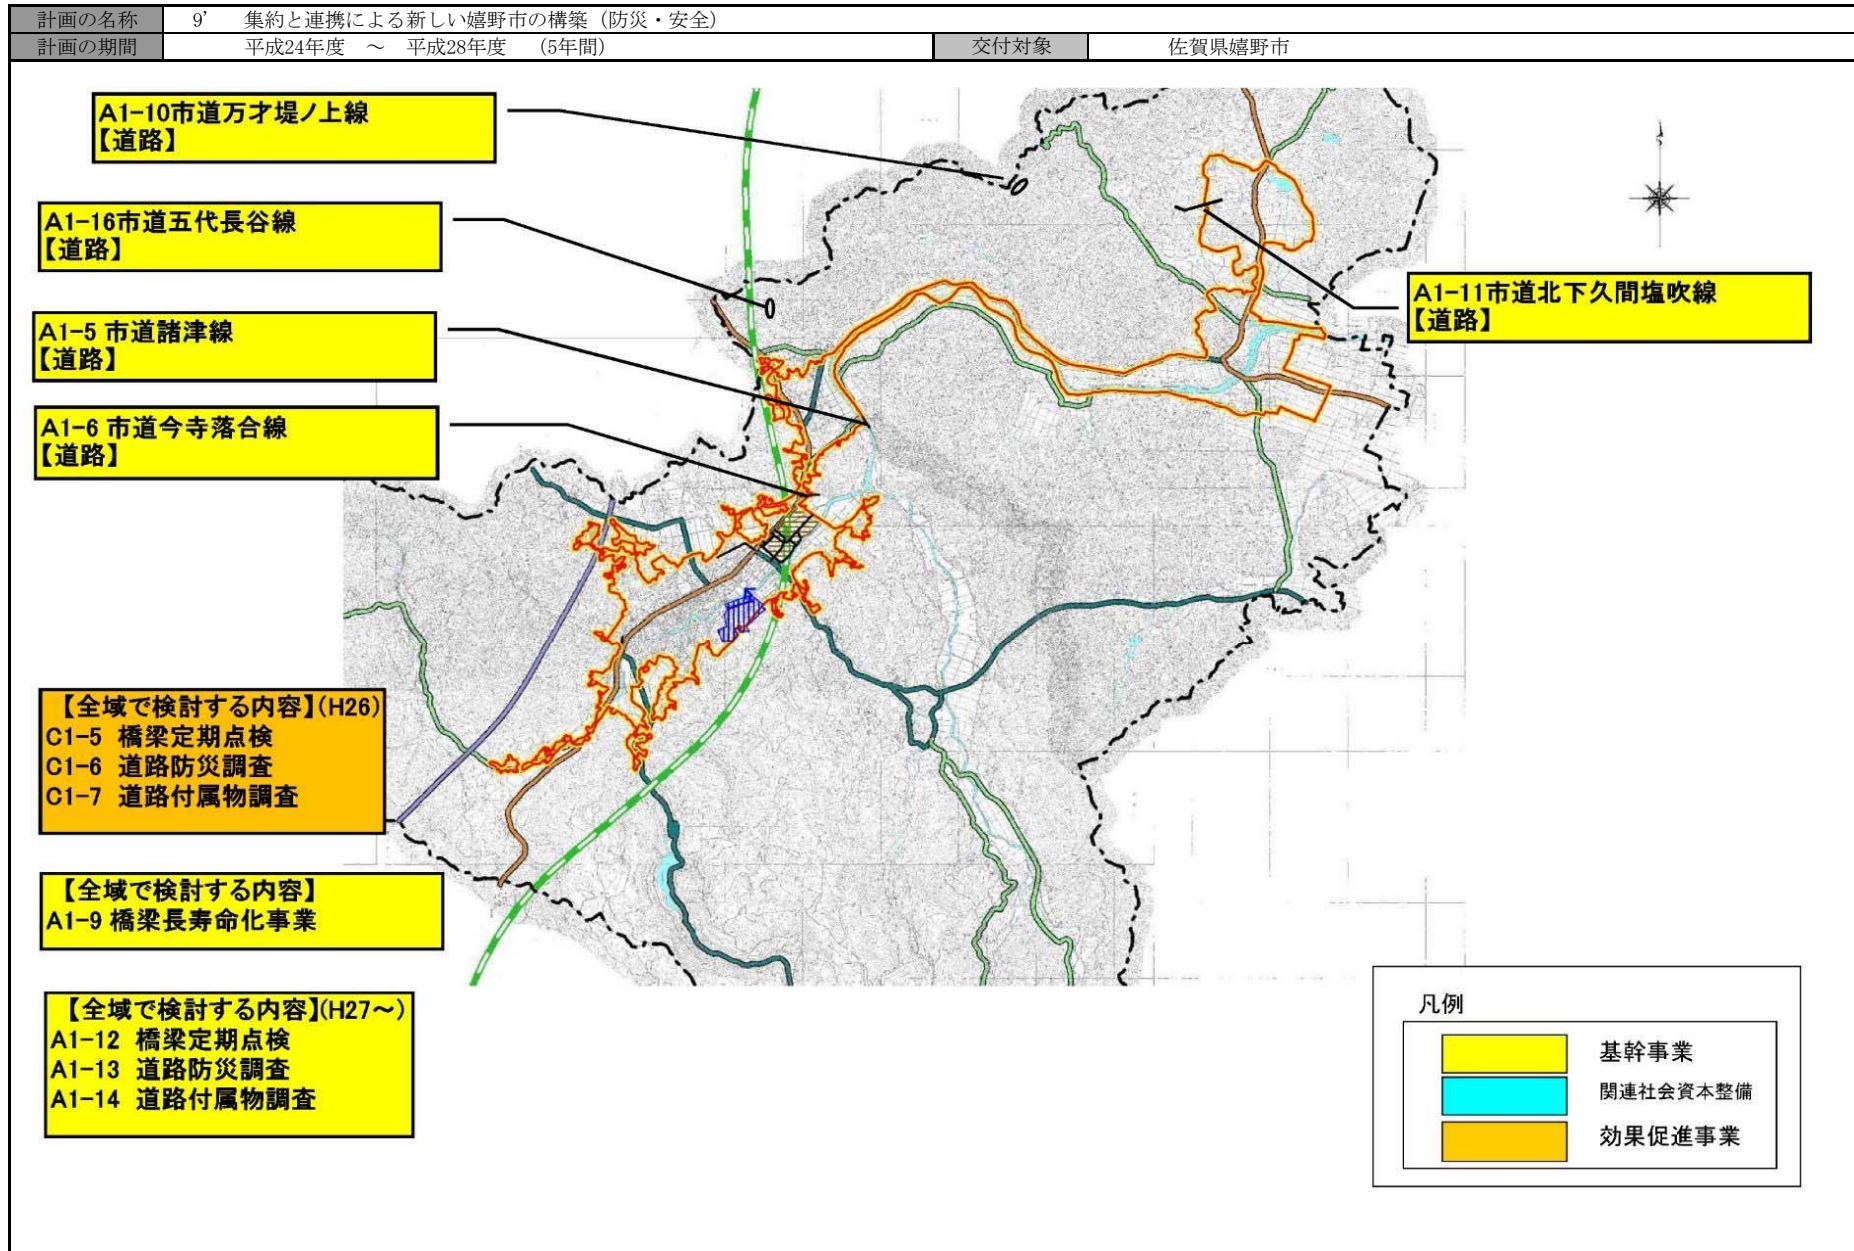 計画の名称 9’ 集約と連携による新しい嬉野市の構築（防災・安全）
計画の期間 平成24年度 ～ 平成28年度 （5年間） 交付対象 佐賀県嬉野市
A1-10市道万才堤ノ上線
【道路】
A1-16市道五代長谷線
【道路】
A1-5 市道諸津線
【道路】
A1-6 市道今寺落合線
【道路】
A1-11市道北下久間塩吹線
【道路】
【全域で検討する内容】(H26)
C1-5 橋梁定期点検
C1-6 道路防災調査
C1-7 道路付属物調査
【全域で検討する内容】
A1-9 橋梁長寿命化事業
【全域で検討する内容】(H27～)
A1-12 橋梁定期点検
A1-13 道路防災調査
A1-14 道路付属物調査
凡例
基幹事業
関連社会資本整備
効果促進事業